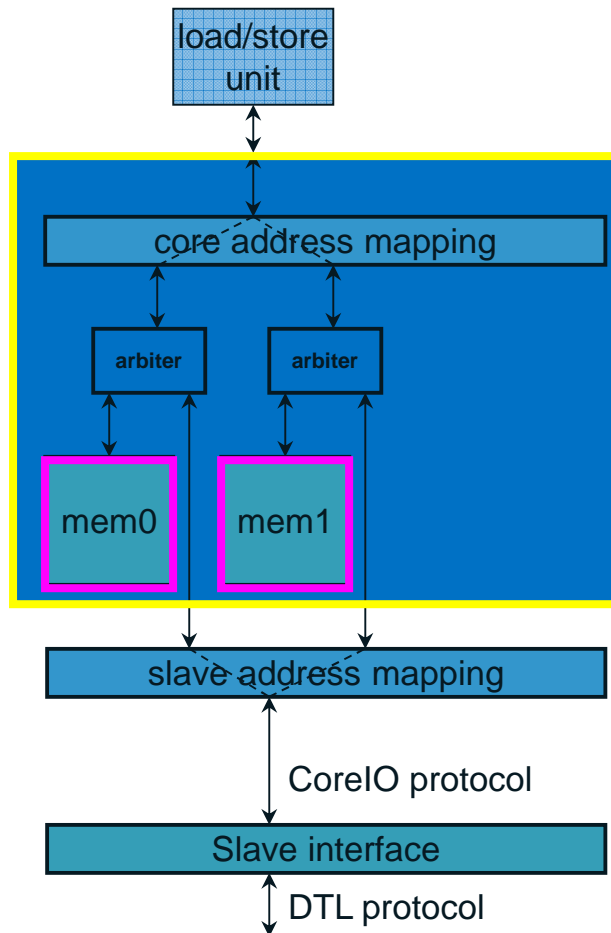 load/store
unit
core address mapping
arbiter
arbiter
mem0
mem1
slave address mapping
CoreIO protocol
Slave interface
DTL protocol